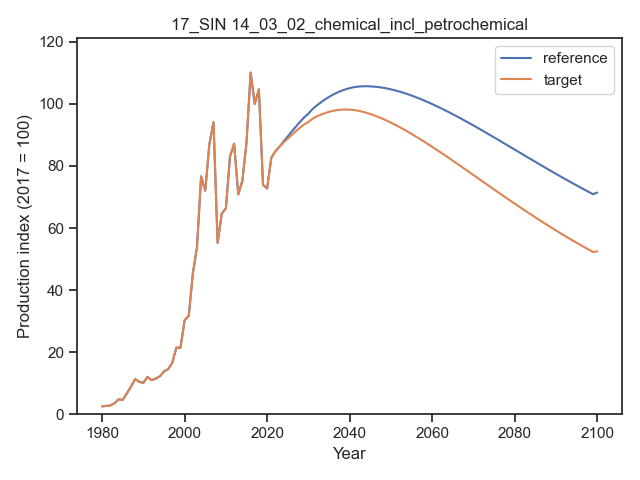 17_SIN 14_03_02_chemical_incl_petrochemical
reference
target
Production index (2017 = 100)
120
100
80
60
40
20
0
1980
2000
2020
2040
2060
2080
2100
Year